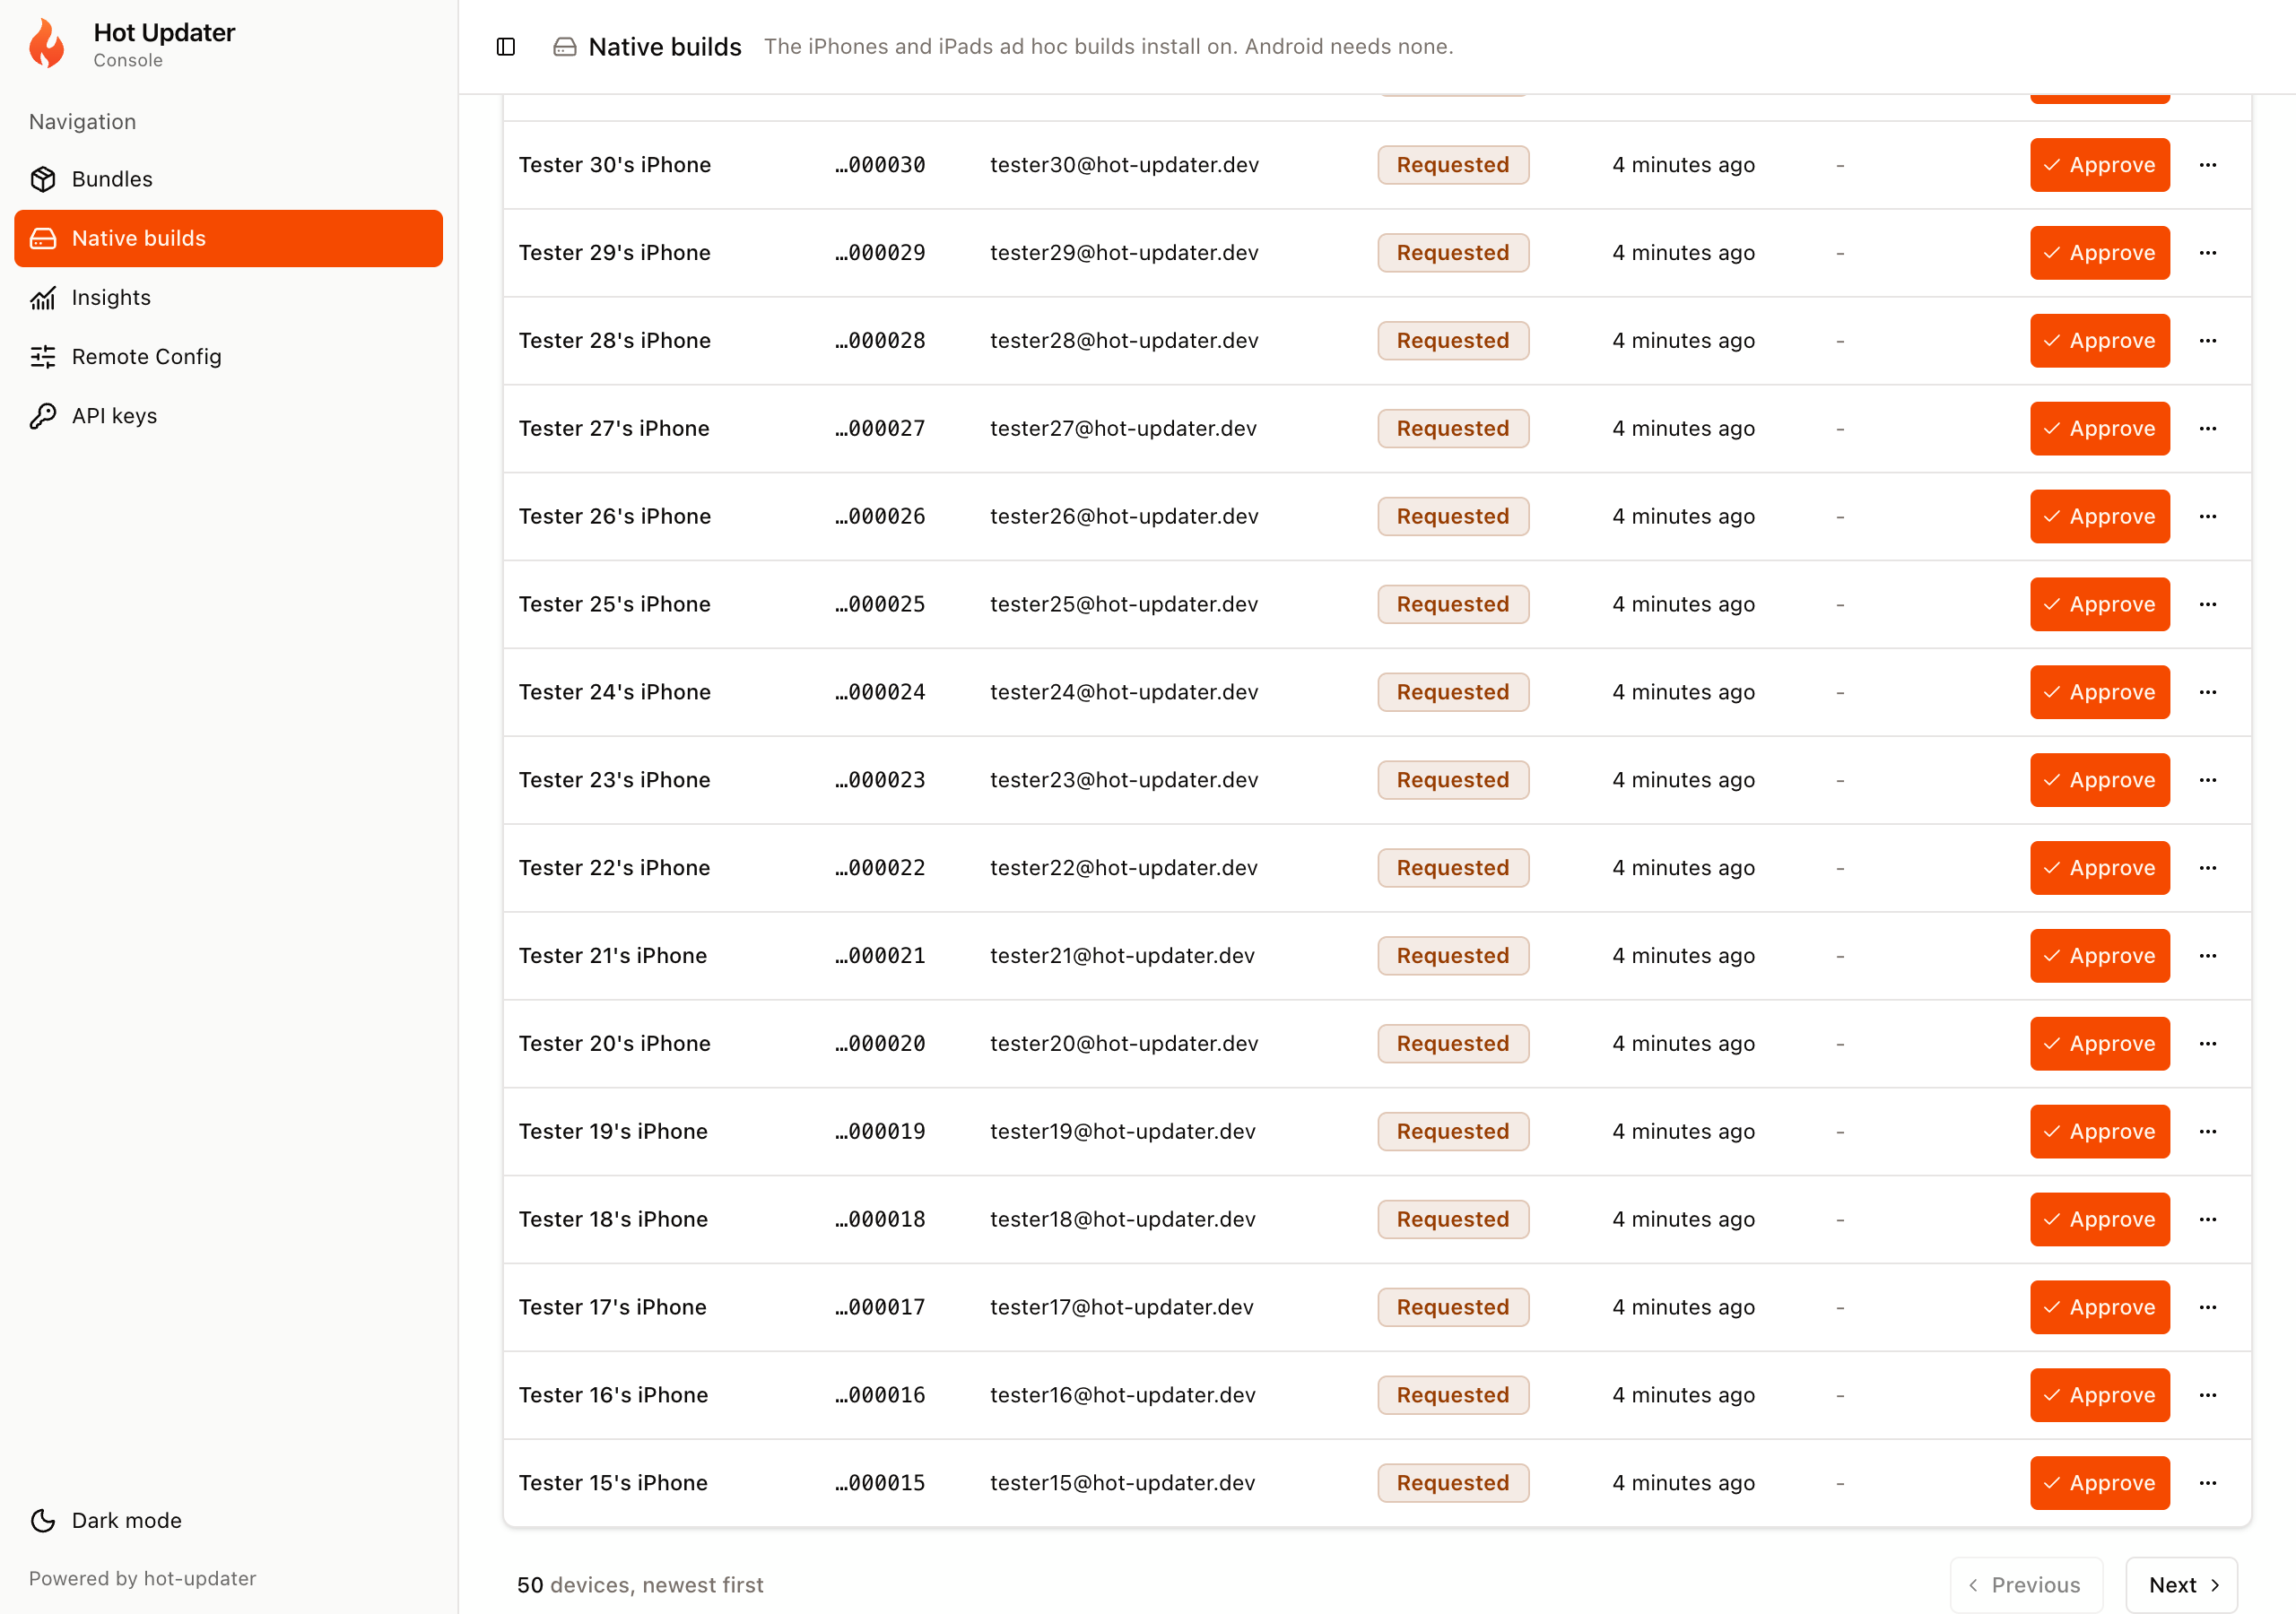 Hot Updater
Console
Navigation
Bundles
Native builds
Insights
Remote Config
API keys
Dark mode
Powered by hot-updater
Native builds The iPhones and iPads ad hoc builds install on. Android needs none.
Tester 30's iPhone …000030 tester30@hot-updater.dev Requested 4 minutes ago - Approve
Tester 29's iPhone …000029 tester29@hot-updater.dev Requested 4 minutes ago - Approve
Tester 28's iPhone …000028 tester28@hot-updater.dev Requested 4 minutes ago - Approve
Tester 27's iPhone …000027 tester27@hot-updater.dev Requested 4 minutes ago - Approve
Tester 26's iPhone …000026 tester26@hot-updater.dev Requested 4 minutes ago - Approve
Tester 25's iPhone …000025 tester25@hot-updater.dev Requested 4 minutes ago - Approve
Tester 24's iPhone …000024 tester24@hot-updater.dev Requested 4 minutes ago - Approve
Tester 23's iPhone …000023 tester23@hot-updater.dev Requested 4 minutes ago - Approve
Tester 22's iPhone …000022 tester22@hot-updater.dev Requested 4 minutes ago - Approve
Tester 21's iPhone …000021 tester21@hot-updater.dev Requested 4 minutes ago - Approve
Tester 20's iPhone …000020 tester20@hot-updater.dev Requested 4 minutes ago - Approve
Tester 19's iPhone …000019 tester19@hot-updater.dev Requested 4 minutes ago - Approve
Tester 18's iPhone …000018 tester18@hot-updater.dev Requested 4 minutes ago - Approve
Tester 17's iPhone …000017 tester17@hot-updater.dev Requested 4 minutes ago - Approve
Tester 16's iPhone …000016 tester16@hot-updater.dev Requested 4 minutes ago - Approve
Tester 15's iPhone …000015 tester15@hot-updater.dev Requested 4 minutes ago - Approve
50 devices, newest first Previous Next